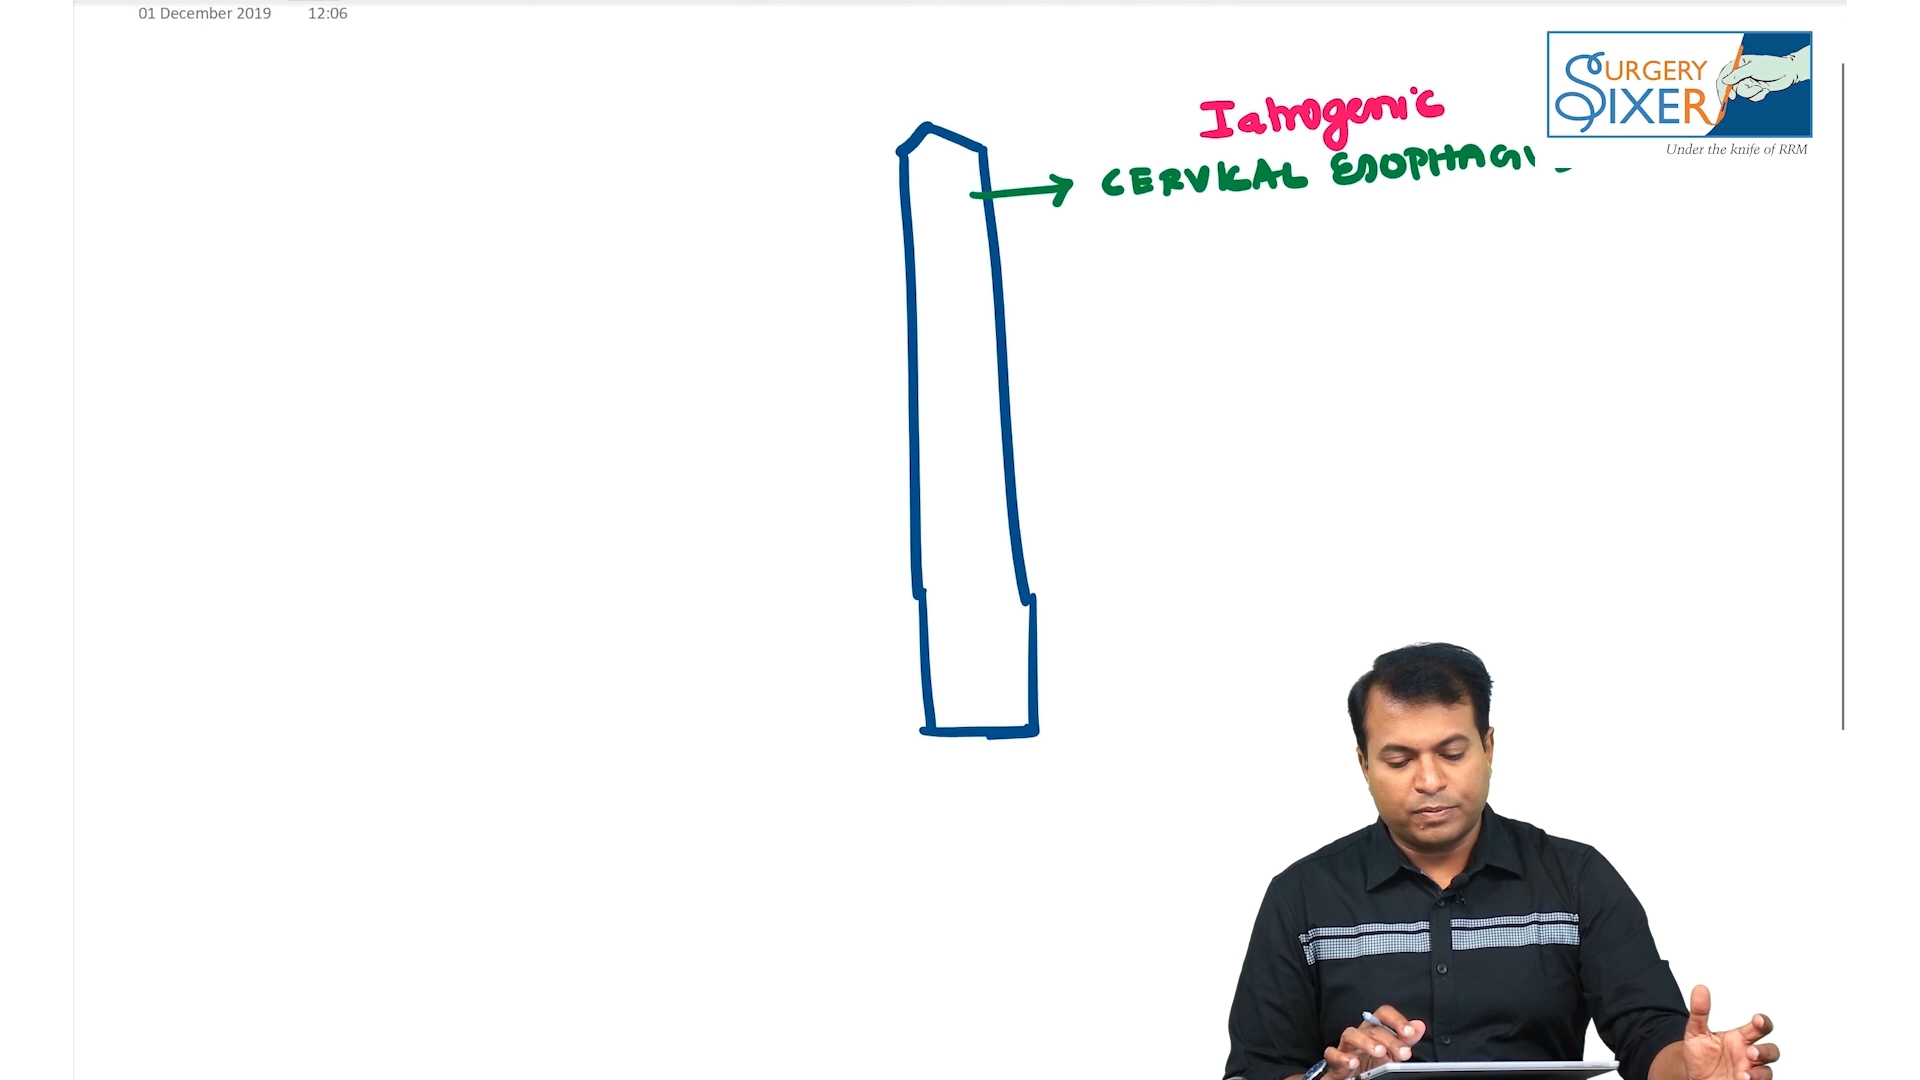 01 December 2019 12:06
SURGERY
SIXER
Under the knife of RRM
Iatrogenic
CERVICAL